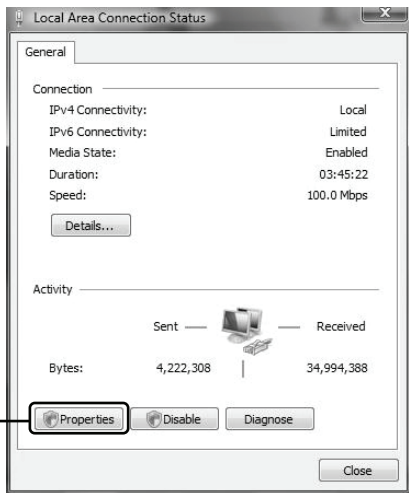 Local Area Connection Status
General
Connection
IPv4 Connectivity: Local
IPv6 Connectivity: Limited
Media State: Enabled
Duration: 03:45:22
Speed: 100.0 Mbps
Details...
Activity
Sent — — Received
Bytes: 4,222,308 | 34,994,388
Properties Disable Diagnose
Close